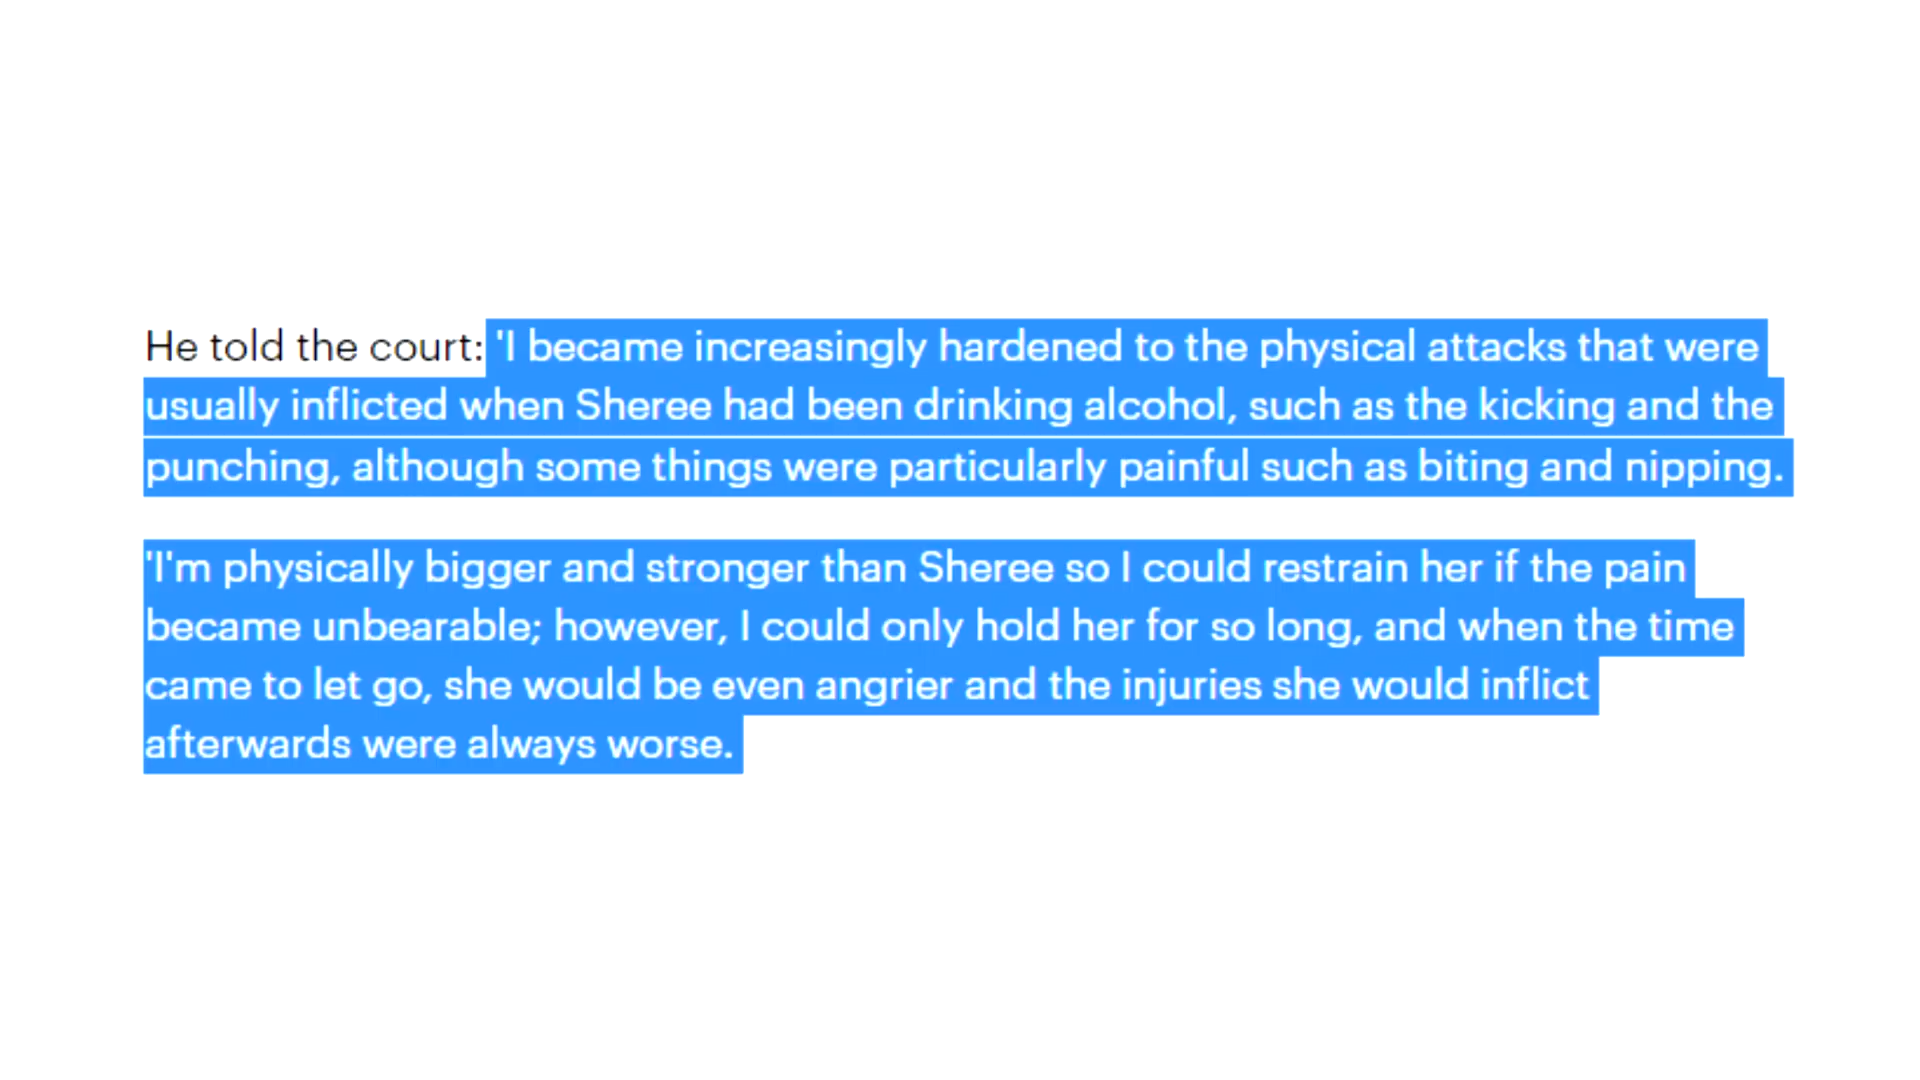 He told the court: 'I became increasingly hardened to the physical attacks that were
usually inflicted when Sheree had been drinking alcohol, such as the kicking and the
punching, although some things were particularly painful such as biting and nipping.
'I'm physically bigger and stronger than Sheree so I could restrain her if the pain
became unbearable; however, I could only hold her for so long, and when the time
came to let go, she would be even angrier and the injuries she would inflict
afterwards were always worse.